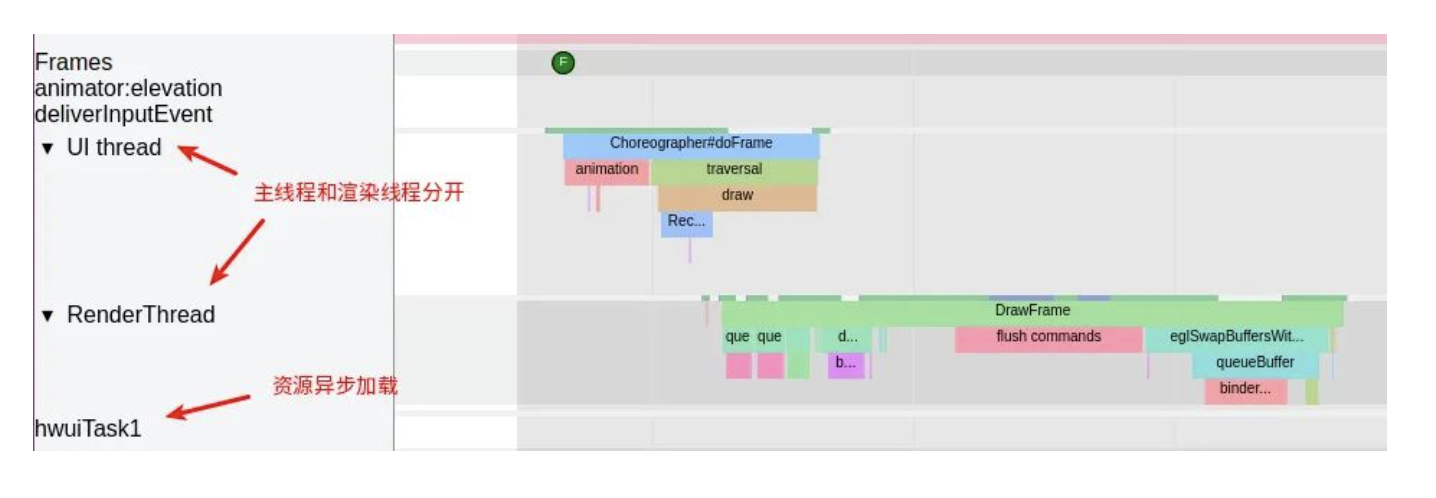 Frames
F
animator:elevation
deliverInputEvent
▼ UI thread
Choreographer#doFrame
animation
traversal
主线程和渲染线程分开
draw
Rec...
▼ RenderThread
DrawFrame
que
que
d...
flush commands
eglSwapBuffersWit...
b...
queueBuffer
资源异步加载
binder...
hwuiTask1